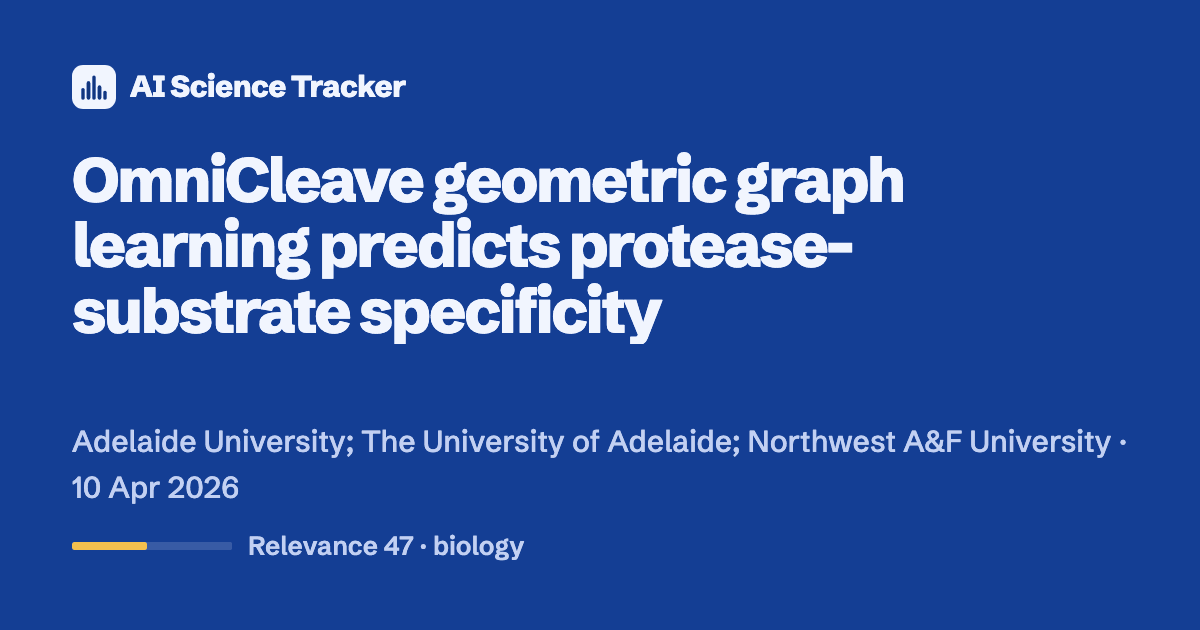 AI Science Tracker
OmniCleave geometric graph
learning predicts protease-
substrate specificity
Adelaide University; The University of Adelaide; Northwest A&F University ·
10 Apr 2026
Relevance 47 · biology